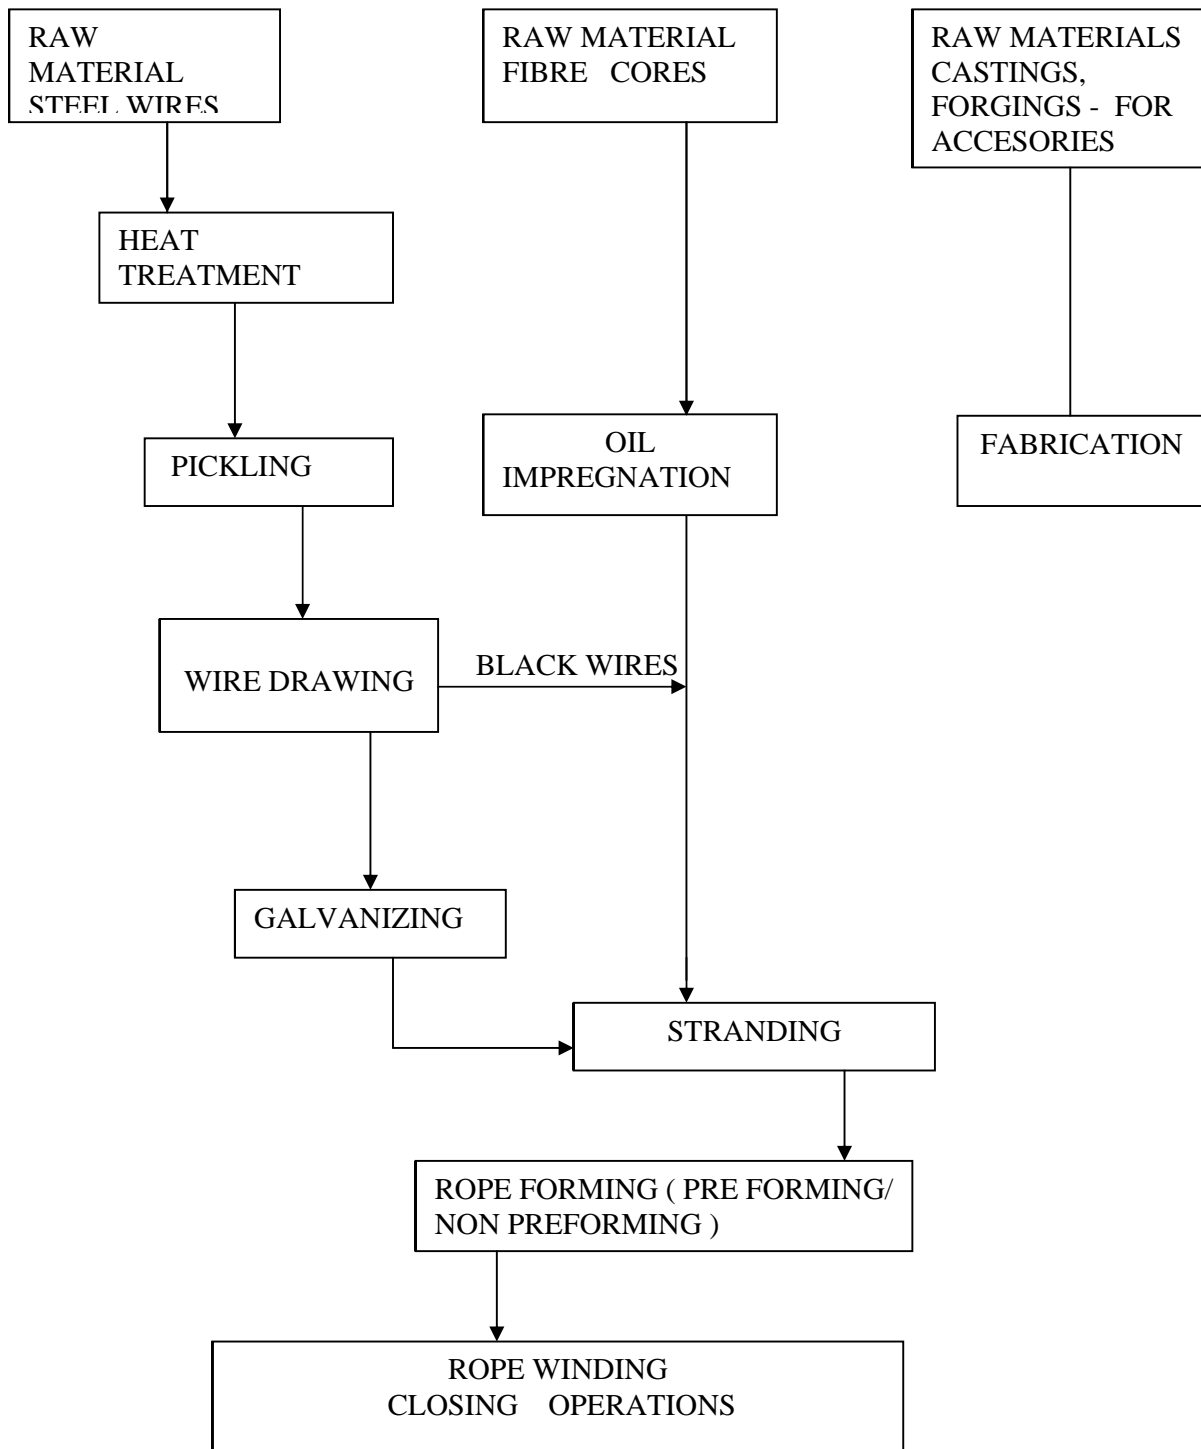 RAW
MATERIAL
STEEL WIRES
RAW MATERIAL
FIBRE CORES
RAW MATERIALS
CASTINGS,
FORGINGS - FOR
ACCESORIES
HEAT
TREATMENT
PICKLING
OIL
IMPREGNATION
FABRICATION
WIRE DRAWING
BLACK WIRES
GALVANIZING
STRANDING
ROPE FORMING ( PRE FORMING/
NON PREFORMING )
ROPE WINDING
CLOSING OPERATIONS